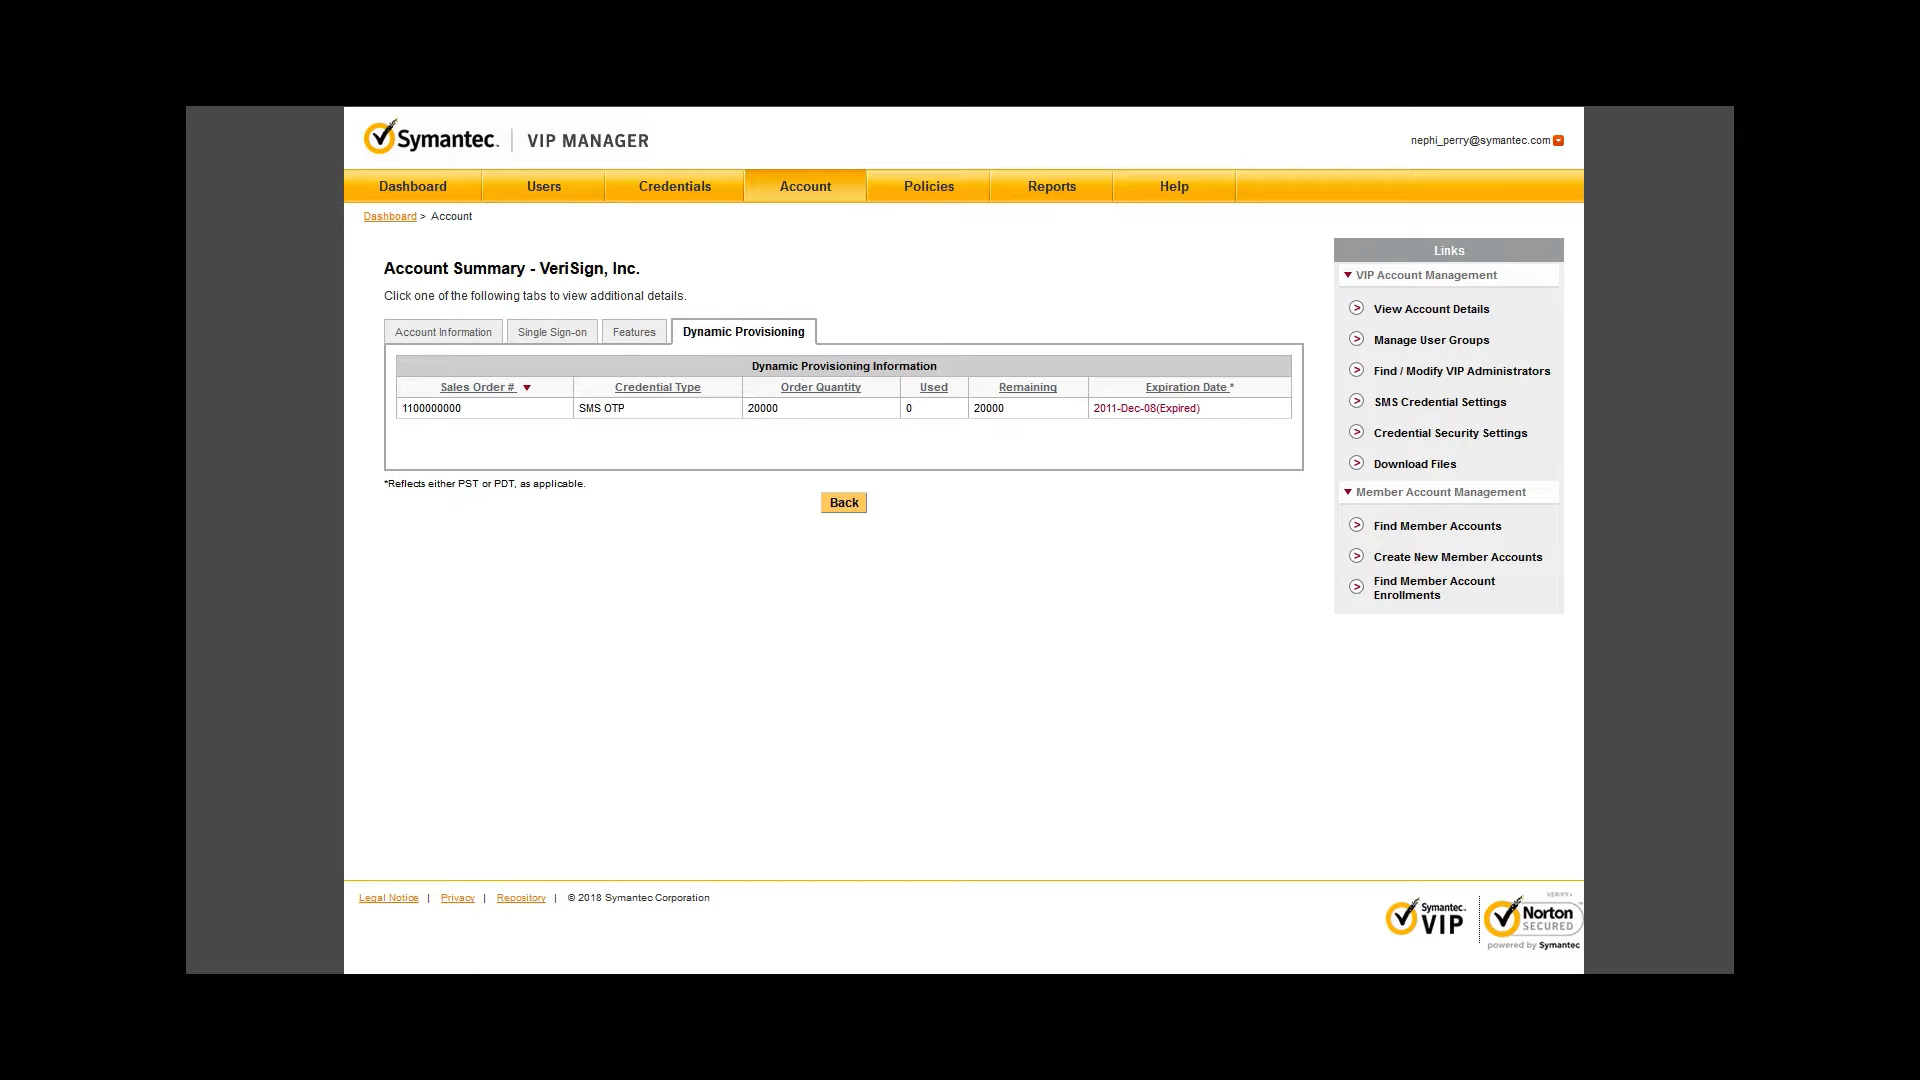 Symantec. | VIP MANAGER
nephi_perry@symantec.com
Dashboard Users Credentials Account Policies Reports Help
Dashboard > Account
Account Summary - VeriSign, Inc.
Click one of the following tabs to view additional details.
Account Information Single Sign-on Features Dynamic Provisioning
Dynamic Provisioning Information
Sales Order # Credential Type Order Quantity Used Remaining Expiration Date *
1100000000 SMS OTP 20000 0 20000 2011-Dec-08(Expired)
*Reflects either PST or PDT, as applicable.
Back
Links
VIP Account Management
View Account Details
Manage User Groups
Find / Modify VIP Administrators
SMS Credential Settings
Credential Security Settings
Download Files
Member Account Management
Find Member Accounts
Create New Member Accounts
Find Member Account
Enrollments
Legal Notice | Privacy | Repository | © 2018 Symantec Corporation
Symantec.
VIP
VERIFY
Norton
SECURED
powered by Symantec